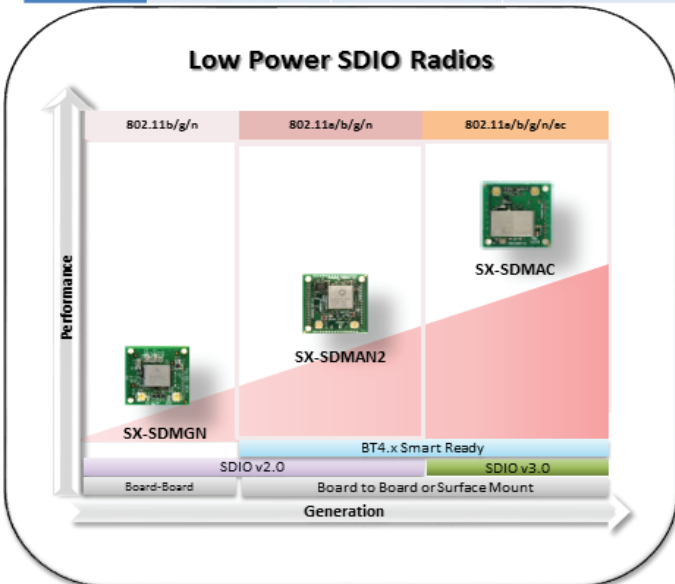 Low Power SDIO Radios
802.11b/g/n
802.11a/b/g/n
802.11a/b/g/n/ac
Performance
SX-SDMAC
SX-SDMAN2
SX-SDMGN
BT4.x Smart Ready
SDIO v2.0
SDIO v3.0
Board-Board
Board to Board or Surface Mount
Generation